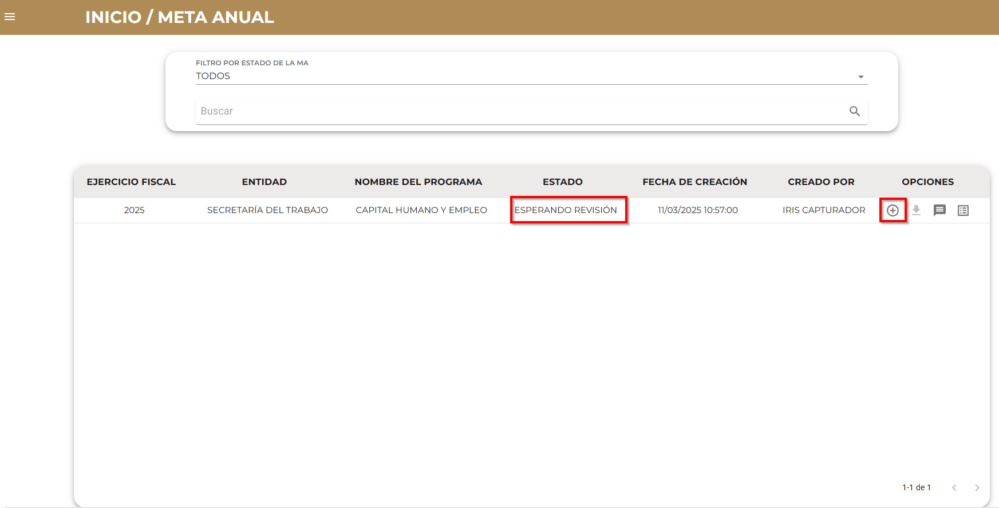 INICIO / META ANUAL
FILTRO POR ESTADO DE LA MA
TODOS
Buscar
EJERCICIO FISCAL ENTIDAD NOMBRE DEL PROGRAMA ESTADO FECHA DE CREACIÓN CREADO POR OPCIONES
2025 SECRETARÍA DEL TRABAJO CAPITAL HUMANO Y EMPLEO ESPERANDO REVISIÓN 11/03/2025 10:57:00 IRIS CAPTURADOR
1-1 de 1